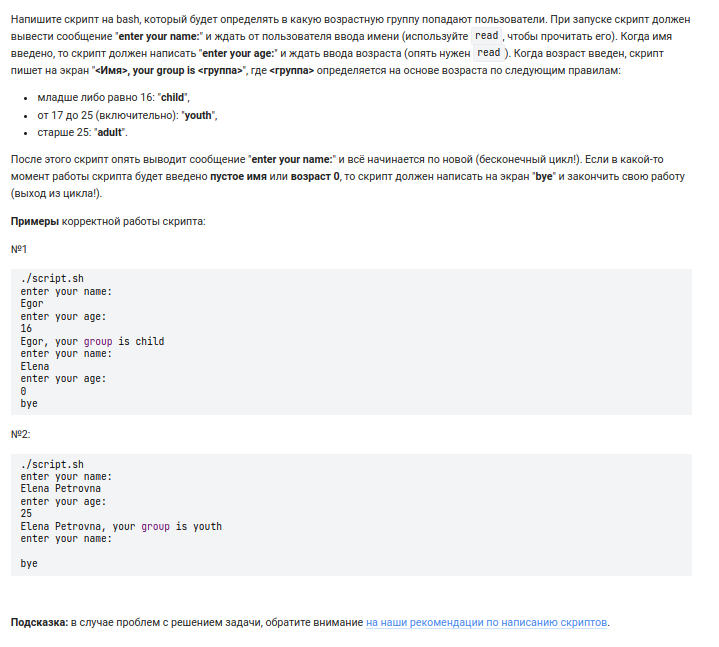 Напишите скрипт на bash, который будет определять в какую возрастную группу попадают пользователи. При запуске скрипт должен
вывести сообщение "enter your name:" и ждать от пользователя ввода имени (используйте read , чтобы прочитать его). Когда имя
введено, то скрипт должен написать "enter your age:" и ждать ввода возраста (опять нужен read ). Когда возраст введен, скрипт
пишет на экран "<Имя>, your group is <группа>", где <группа> определяется на основе возраста по следующим правилам:
• младше либо равно 16: "child",
• от 17 до 25 (включительно): "youth",
• старше 25: "adult".
После этого скрипт опять выводит сообщение "enter your name:" и всё начинается по новой (бесконечный цикл!). Если в какой-то
момент работы скрипта будет введено пустое имя или возраст 0, то скрипт должен написать на экран "bye" и закончить свою работу
(выход из цикла!).
Примеры корректной работы скрипта:
№1
./script.sh
enter your name:
Egor
enter your age:
16
Egor, your group is child
enter your name:
Elena
enter your age:
0
bye
№2:
./script.sh
enter your name:
Elena Petrovna
enter your age:
25
Elena Petrovna, your group is youth
enter your name:
bye
Подсказка: в случае проблем с решением задачи, обратите внимание на наши рекомендации по написанию скриптов.